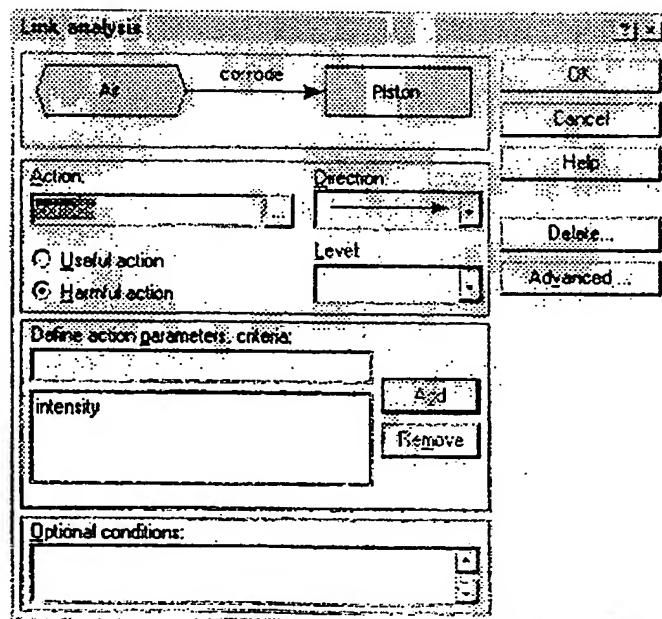 Link analysis
? x
Air corrode Piston
OK
Cancel
Help
Action:
Direction:
...
Useful action
Harmful action
Level
Delete...
Advanced...
Define action parameters, criteria:
Add
intensity
Remove
Optional conditions: